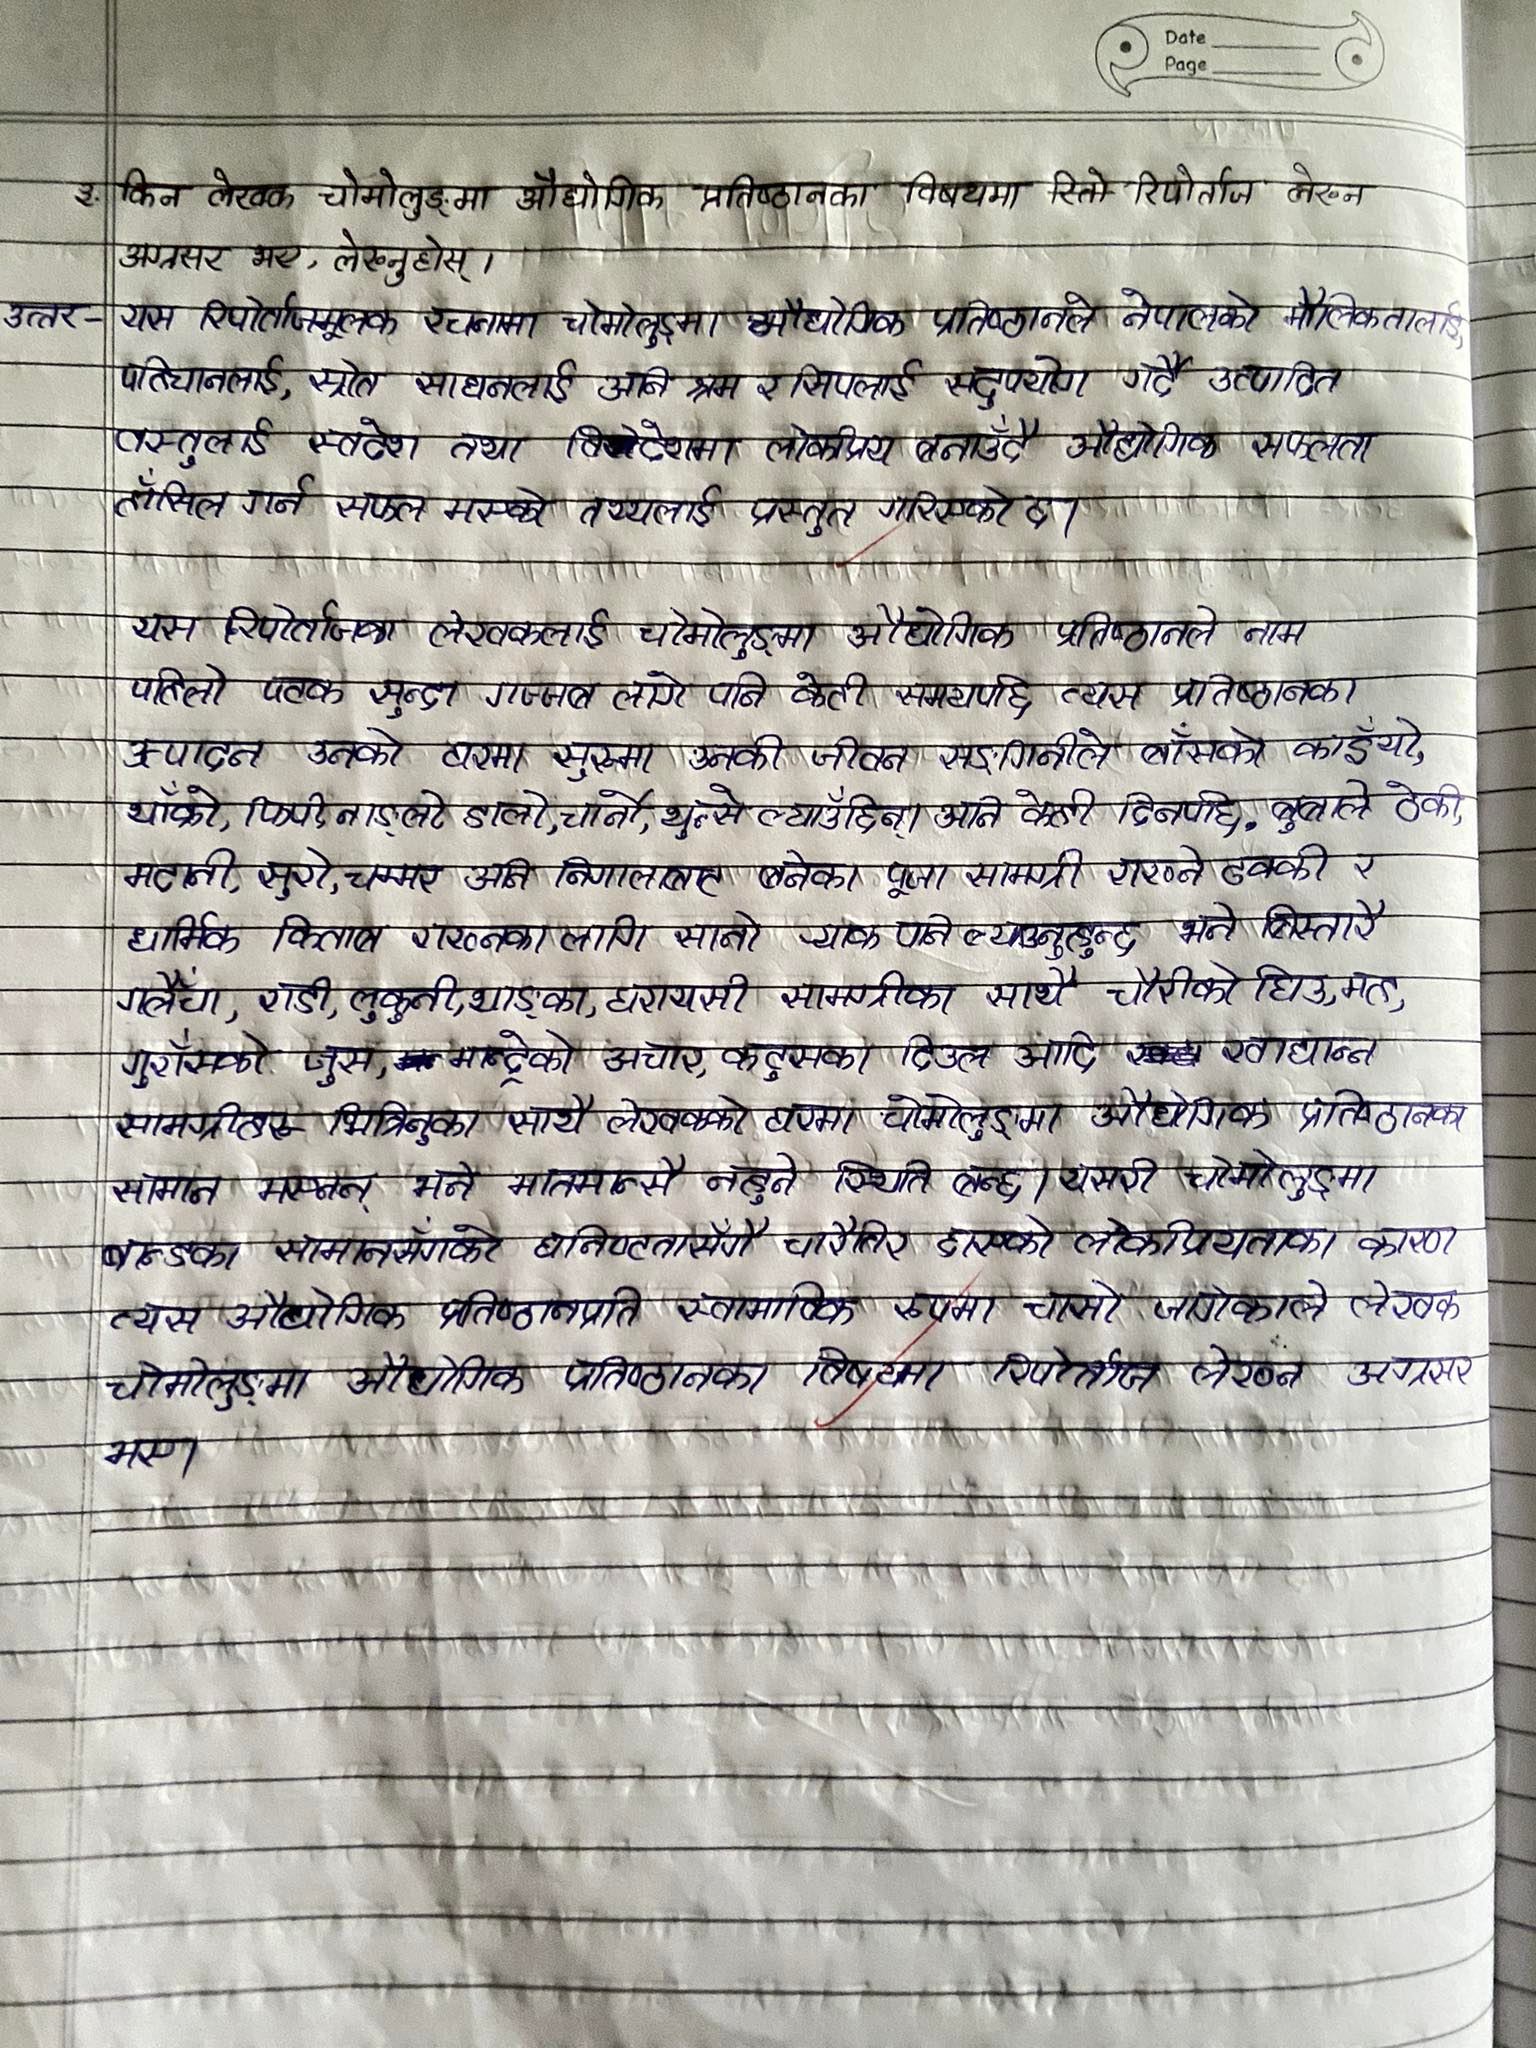 Date
Page
३. किन लेखक चोमोलुङ्मा औद्योगिक प्रतिष्ठानका विषयमा रितो रिपोर्ताज लेख्न
अग्रसर भए, लेख्नुहोस्।
उत्तर- यस रिपोर्ताजमूलक रचनामा चोमोलुङ्मा औद्योगिक प्रतिष्ठानले नेपालको मौलिकतालाई,
पहिचानलाई, स्रोत साधनलाई अनि श्रम र सिपलाई सदुपयोग गर्दै उत्पादित
वस्तुलाई स्वदेश तथा विदेशमा लोकप्रिय बनाउँदै औद्योगिक सफलता
हाँसिल गर्न सफल भएको तथ्यलाई प्रस्तुत गरिएको छ।
यस रिपोर्ताजका लेखकलाई चोमोलुङ्मा औद्योगिक प्रतिष्ठानले नाम
पहिलो पटक सुन्दा गज्जब लागे पनि केही समयपछि त्यस प्रतिष्ठानका
उत्पादन उनको घरमा सुरुमा उनकी जीवन सङ्गिनीले बाँसको काइँयो,
थाँक्रो, फिपी, नाङ्लो डालो, चाल्नो, थुन्से ल्याउँछिन्। अनि केही दिनपछि, बुबाले ठेकी,
मदानी, सुरो, चम्मर अनि निगालाबाट बनेका पूजा सामग्री राख्ने ढक्की र
धार्मिक किताब राख्नका लागि सानो र्‍याक पनि ल्याउनुहुन्छ भने बिस्तारै
गलैँचा, राडी, लुकुनी, थाङ्का, घरायसी सामग्रीका साथै चौरीको घिउ, मह,
गुराँसको जुस, मान्द्रेको अचार, कटुसका दिउल आदि खाद्यान्न
सामग्रीहरू भित्रिनुका साथै लेखकको घरमा चोमोलुङ्मा औद्योगिक प्रतिष्ठानका
सामान भएनन् भने मातमान्सै नहुने स्थिति बन्छ। यसरी चोमोलुङ्मा
ब्रान्डका सामानसँगको घनिष्टतासँगै चारैतिर छाएको लोकप्रियताका कारण
त्यस औद्योगिक प्रतिष्ठानप्रति स्वाभाविक रूपमा चासो जागेकाले लेखक
चोमोलुङ्मा औद्योगिक प्रतिष्ठानका विषयमा रिपोर्ताज लेख्न अग्रसर
भए।